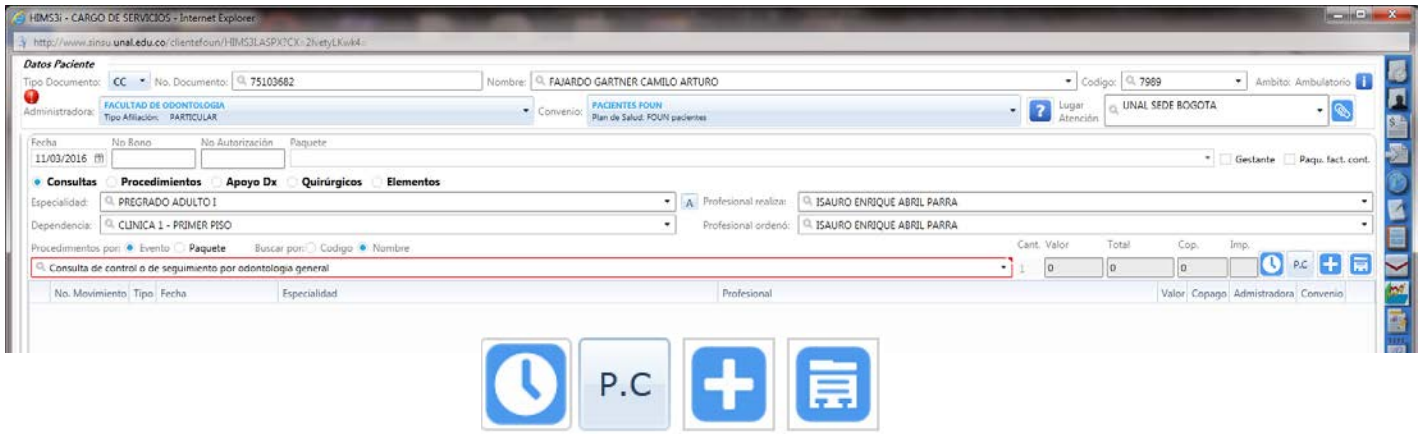 HIMS3i - CARGO DE SERVICIOS - Internet Explorer
Datos Paciente
Tipo Documento: CC No. Documento: 75103682 Nombre: FAJARDO GARTNER CAMILO ARTURO Codigo: 7989 Ambito: Ambulatorio
Administradora: FACULTAD DE ODONTOLOGIA Convenio: PACIENTES FOUN Lugar Atención UNAL SEDE BOGOTA
Tipo Afiliación: PARTICULAR Plan de Salud: FOUN pacientes
Fecha No Bono No Autorización Paquete
11/03/2016 Gestante Paqu. fact. cont.
Consultas Procedimientos Apoyo Dx Quirúrgicos Elementos
Especialidad: PREGRADO ADULTO I A Profesional realiza: ISAURO ENRIQUE ABRIL PARRA
Dependencia: CLINICA 1 - PRIMER PISO Profesional ordenó: ISAURO ENRIQUE ABRIL PARRA
Procedimientos por: Evento Paquete Buscar por: Codigo Nombre Cant. Valor Total Cop. Imp.
Consulta de control o de seguimiento por odontologia general 1 0 0 0 P.C
No. Movimiento Tipo Fecha Especialidad Profesional Valor Copago Admistradora Convenio
P.C